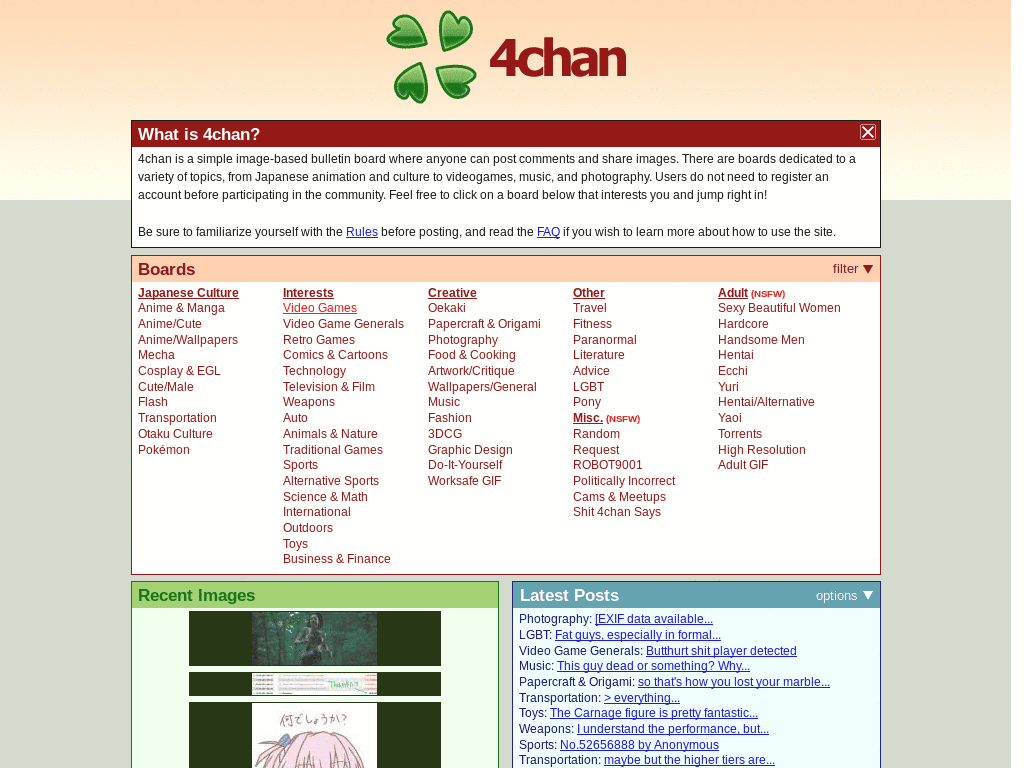 4chan
What is 4chan?
4chan is a simple image-based bulletin board where anyone can post comments and share images. There are boards dedicated to a
variety of topics, from Japanese animation and culture to videogames, music, and photography. Users do not need to register an
account before participating in the community. Feel free to click on a board below that interests you and jump right in!
Be sure to familiarize yourself with the Rules before posting, and read the FAQ if you wish to learn more about how to use the site.
Boards
filter ▼
Japanese Culture
Anime & Manga
Anime/Cute
Anime/Wallpapers
Mecha
Cosplay & EGL
Cute/Male
Flash
Transportation
Otaku Culture
Pokémon
Interests
Video Games
Video Game Generals
Retro Games
Comics & Cartoons
Technology
Television & Film
Weapons
Auto
Animals & Nature
Traditional Games
Sports
Alternative Sports
Science & Math
International
Outdoors
Toys
Business & Finance
Creative
Oekaki
Papercraft & Origami
Photography
Food & Cooking
Artwork/Critique
Wallpapers/General
Music
Fashion
3DCG
Graphic Design
Do-It-Yourself
Worksafe GIF
Other
Travel
Fitness
Paranormal
Literature
Advice
LGBT
Pony
Misc. (NSFW)
Random
Request
ROBOT9001
Politically Incorrect
Cams & Meetups
Shit 4chan Says
Adult (NSFW)
Sexy Beautiful Women
Hardcore
Handsome Men
Hentai
Ecchi
Yuri
Hentai/Alternative
Yaoi
Torrents
High Resolution
Adult GIF
Recent Images
何でしょうか?
Latest Posts
options ▼
Photography: [EXIF data available...
LGBT: Fat guys, especially in formal...
Video Game Generals: Butthurt shit player detected
Music: This guy dead or something? Why...
Papercraft & Origami: so that's how you lost your marble...
Transportation: > everything...
Toys: The Carnage figure is pretty fantastic...
Weapons: I understand the performance, but...
Sports: No.52656888 by Anonymous
Transportation: maybe but the higher tiers are...